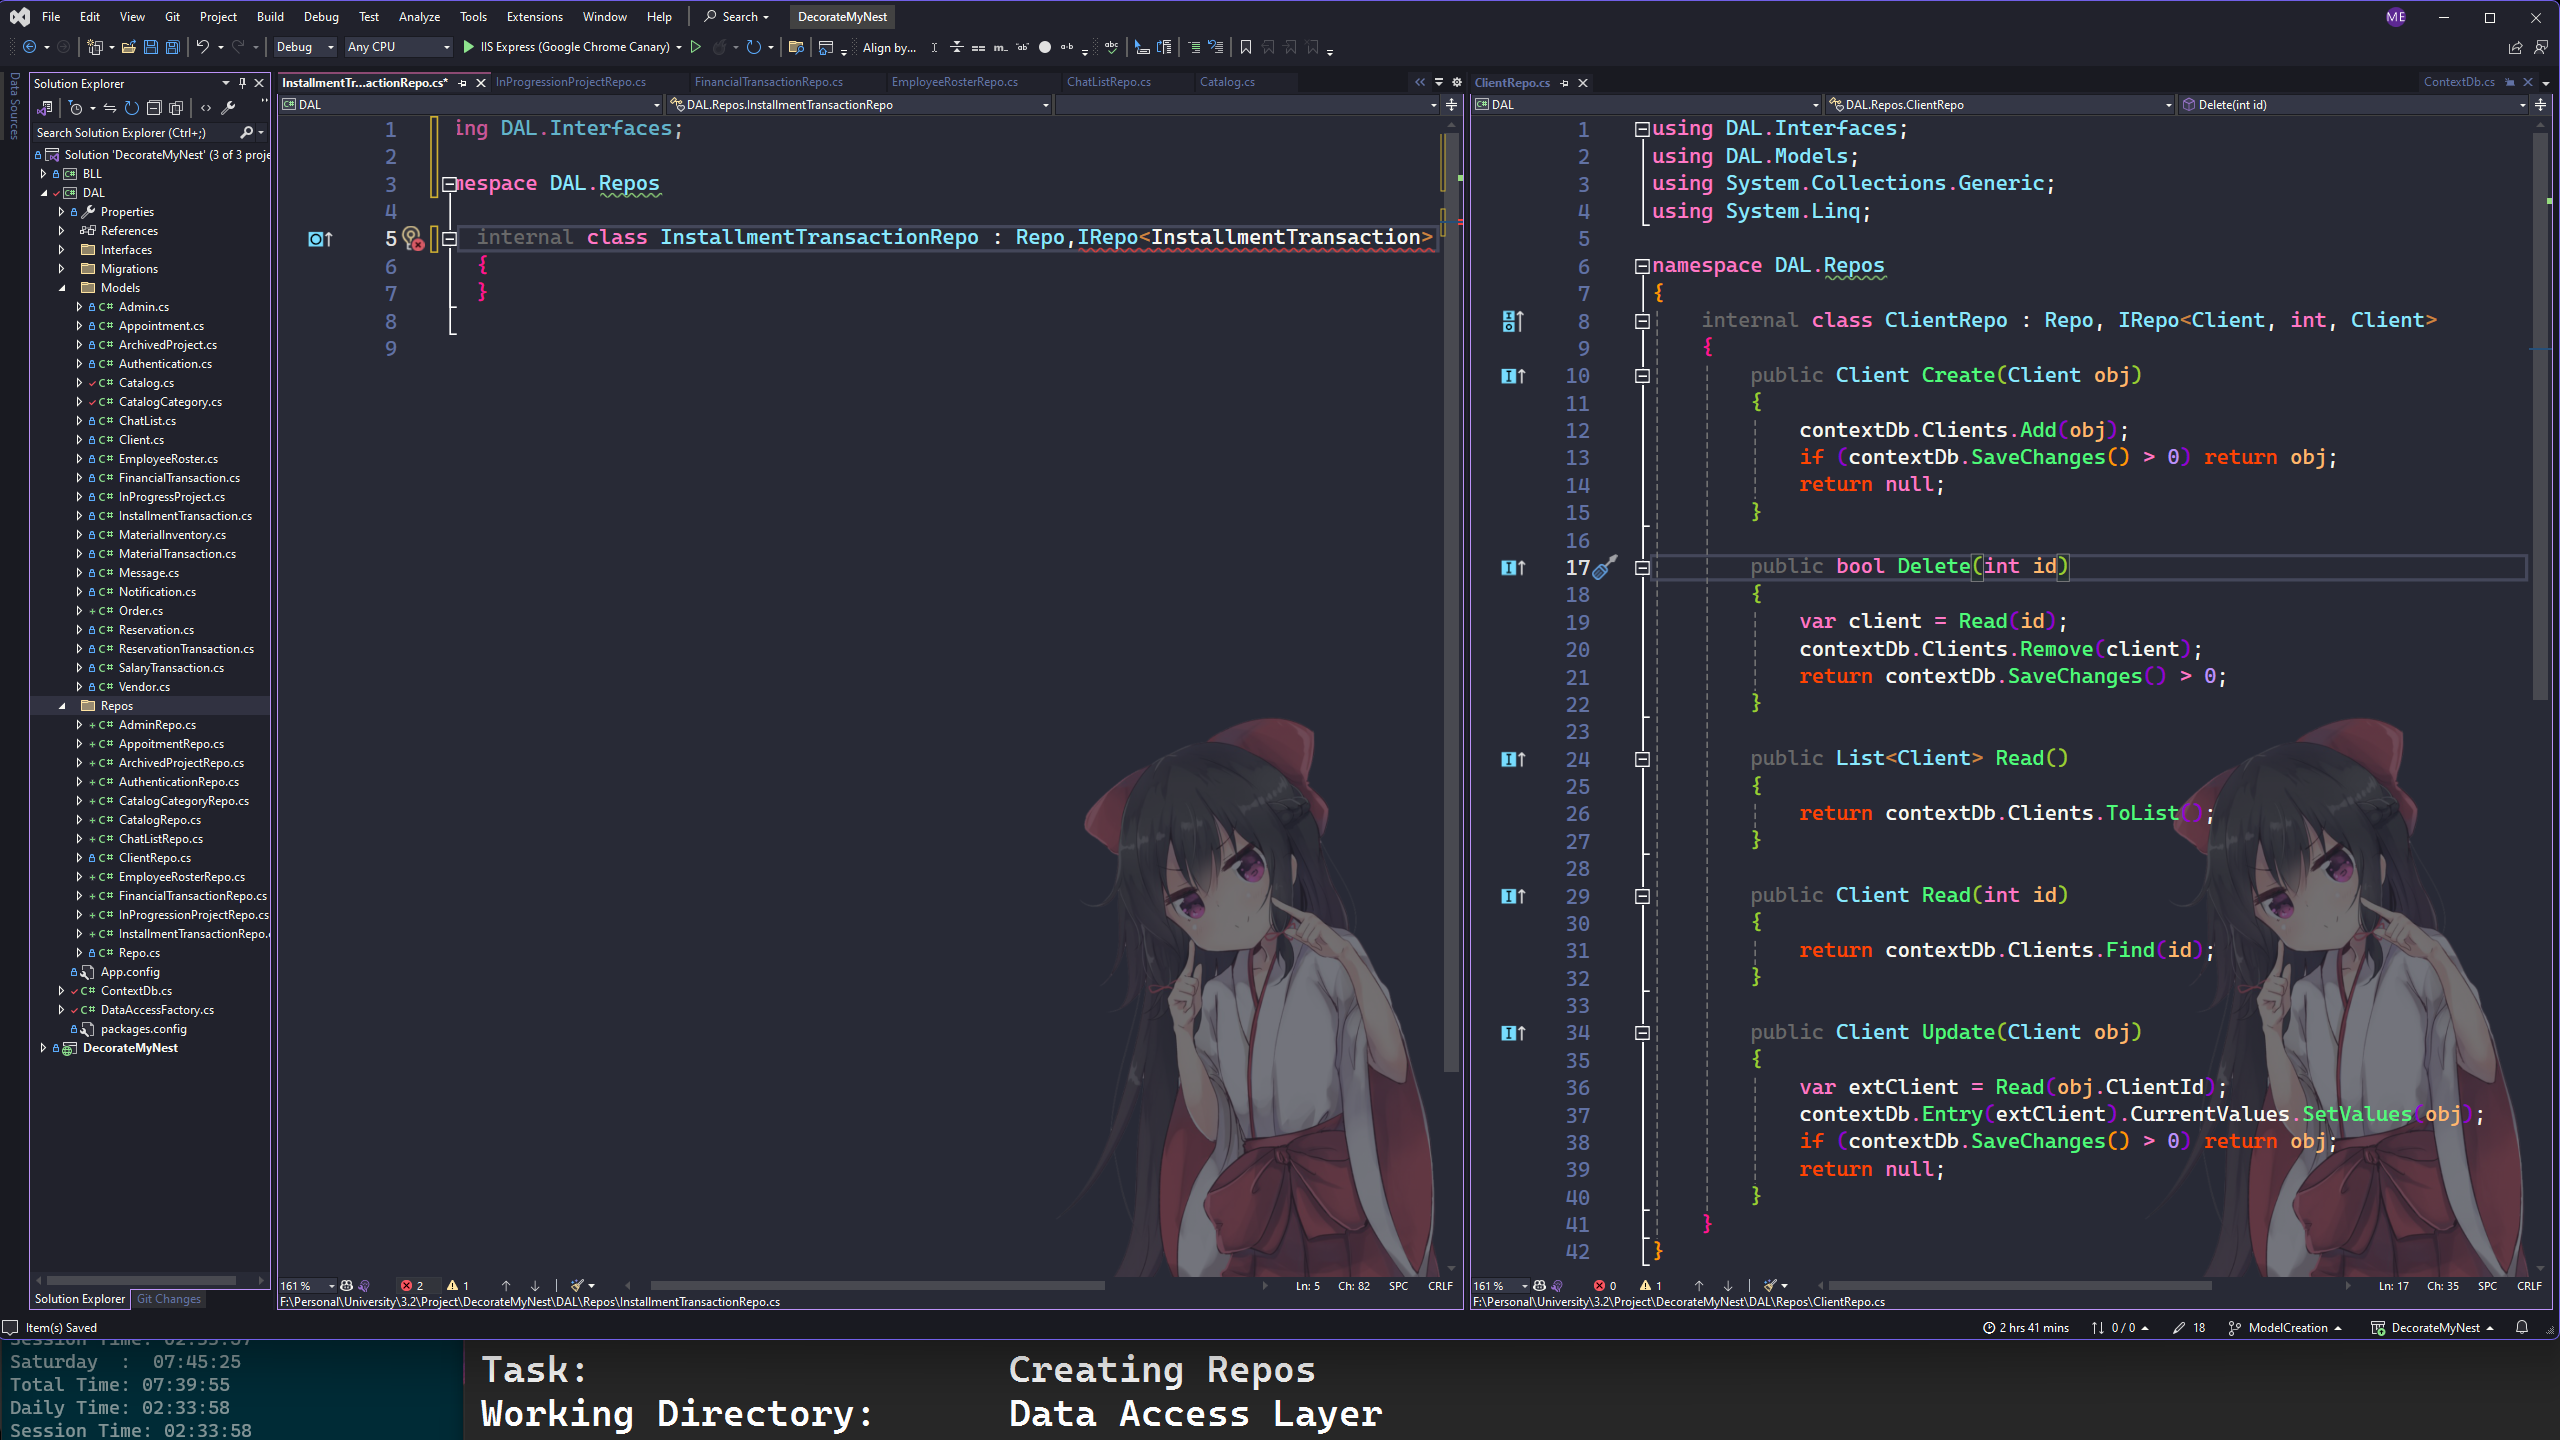 File Edit View Git Project Build Debug Test Analyze Tools Extensions Window Help Search DecorateMyNest ME
Debug Any CPU IIS Express (Google Chrome Canary) Align by...
Data Sources
Solution Explorer
Search Solution Explorer (Ctrl+;)
Solution 'DecorateMyNest' (3 of 3 proje
BLL
DAL
Properties
References
Interfaces
Migrations
Models
C# Admin.cs
C# Appointment.cs
C# ArchivedProject.cs
C# Authentication.cs
C# Catalog.cs
C# CatalogCategory.cs
C# ChatList.cs
C# Client.cs
C# EmployeeRoster.cs
C# FinancialTransaction.cs
C# InProgressProject.cs
C# InstallmentTransaction.cs
C# MaterialInventory.cs
C# MaterialTransaction.cs
C# Message.cs
C# Notification.cs
+ C# Order.cs
C# Reservation.cs
C# ReservationTransaction.cs
C# SalaryTransaction.cs
C# Vendor.cs
Repos
+ C# AdminRepo.cs
+ C# AppoitmentRepo.cs
+ C# ArchivedProjectRepo.cs
+ C# AuthenticationRepo.cs
+ C# CatalogCategoryRepo.cs
+ C# CatalogRepo.cs
+ C# ChatListRepo.cs
C# ClientRepo.cs
+ C# EmployeeRosterRepo.cs
+ C# FinancialTransactionRepo.cs
+ C# InProgressionProjectRepo.cs
+ C# InstallmentTransactionRepo.
C# Repo.cs
App.config
C# ContextDb.cs
C# DataAccessFactory.cs
packages.config
DecorateMyNest
Solution Explorer Git Changes
InstallmentTr...actionRepo.cs* InProgressionProjectRepo.cs FinancialTransactionRepo.cs EmployeeRosterRepo.cs ChatListRepo.cs Catalog.cs
DAL DAL.Repos.InstallmentTransactionRepo
1 ing DAL.Interfaces;
2
3 mespace DAL.Repos
4
5 internal class InstallmentTransactionRepo : Repo,IRepo<InstallmentTransaction>
6 {
7 }
8
9
161 % 2 1 Ln: 5 Ch: 82 SPC CRLF
F:\Personal\University\3.2\Project\DecorateMyNest\DAL\Repos\InstallmentTransactionRepo.cs
ClientRepo.cs ContextDb.cs
DAL DAL.Repos.ClientRepo Delete(int id)
1 using DAL.Interfaces;
2 using DAL.Models;
3 using System.Collections.Generic;
4 using System.Linq;
5
6 namespace DAL.Repos
7 {
8 internal class ClientRepo : Repo, IRepo<Client, int, Client>
9 {
10 public Client Create(Client obj)
11 {
12 contextDb.Clients.Add(obj);
13 if (contextDb.SaveChanges() > 0) return obj;
14 return null;
15 }
16
17 public bool Delete(int id)
18 {
19 var client = Read(id);
20 contextDb.Clients.Remove(client);
21 return contextDb.SaveChanges() > 0;
22 }
23
24 public List<Client> Read()
25 {
26 return contextDb.Clients.ToList();
27 }
28
29 public Client Read(int id)
30 {
31 return contextDb.Clients.Find(id);
32 }
33
34 public Client Update(Client obj)
35 {
36 var extClient = Read(obj.ClientId);
37 contextDb.Entry(extClient).CurrentValues.SetValues(obj);
38 if (contextDb.SaveChanges() > 0) return obj;
39 return null;
40 }
41 }
42 }
161 % 0 1 Ln: 17 Ch: 35 SPC CRLF
F:\Personal\University\3.2\Project\DecorateMyNest\DAL\Repos\ClientRepo.cs
Item(s) Saved 2 hrs 41 mins 0 / 0 18 ModelCreation DecorateMyNest
Saturday : 07:45:25
Total Time: 07:39:55
Daily Time: 02:33:58
Session Time: 02:33:58
Task: Creating Repos
Working Directory: Data Access Layer